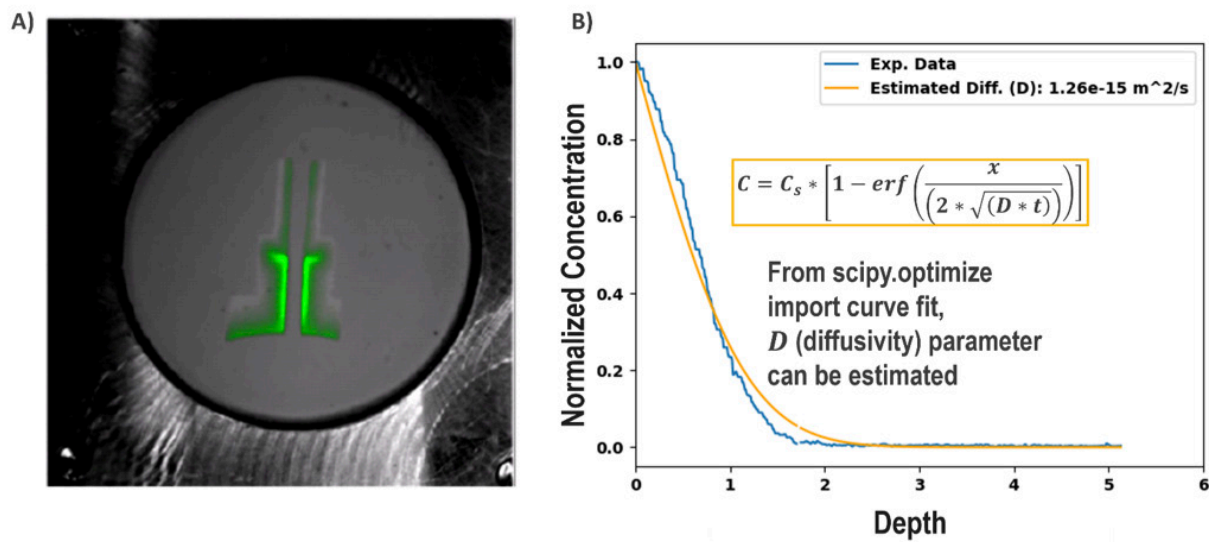 A)
B)
Exp. Data
Estimated Diff. (D): 1.26e-15 m^2/s
C = C_s * [1 - erf(x/(2 * √(D * t)))]
From scipy.optimize
import curve fit,
D (diffusivity) parameter
can be estimated
Normalized Concentration
1.0
0.8
0.6
0.4
0.2
0.0
0 1 2 3 4 5 6
Depth